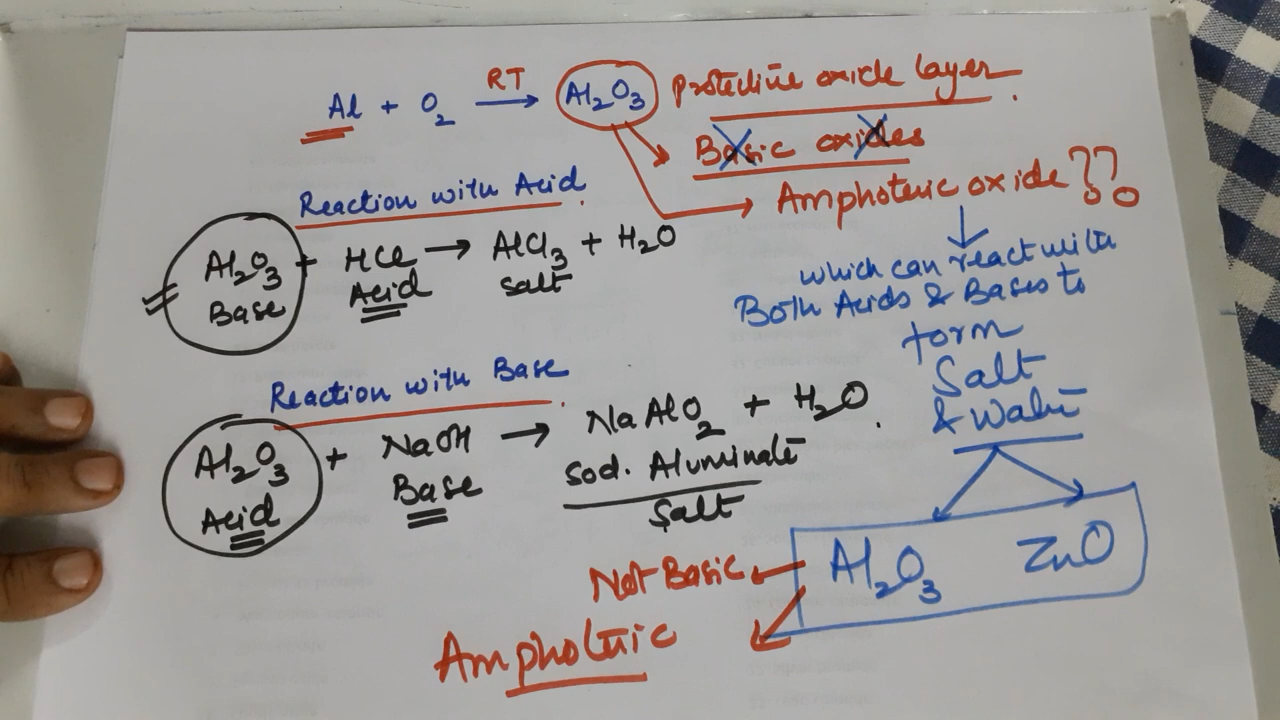 RT
Al + O₂ → Al₂O₃ Protective oxide layer.
Basic oxides
Amphoteric oxide ??
Reaction with Acid.
Al₂O₃ + HCl → AlCl₃ + H₂O
Base Acid Salt
which can react with
Both Acids & Bases to
form
Salt
& Water
Reaction with Base.
Al₂O₃ + NaOH → NaAlO₂ + H₂O.
Acid Base Sod. Aluminate
Salt
Al₂O₃ ZnO
Not Basic
Amphoteric